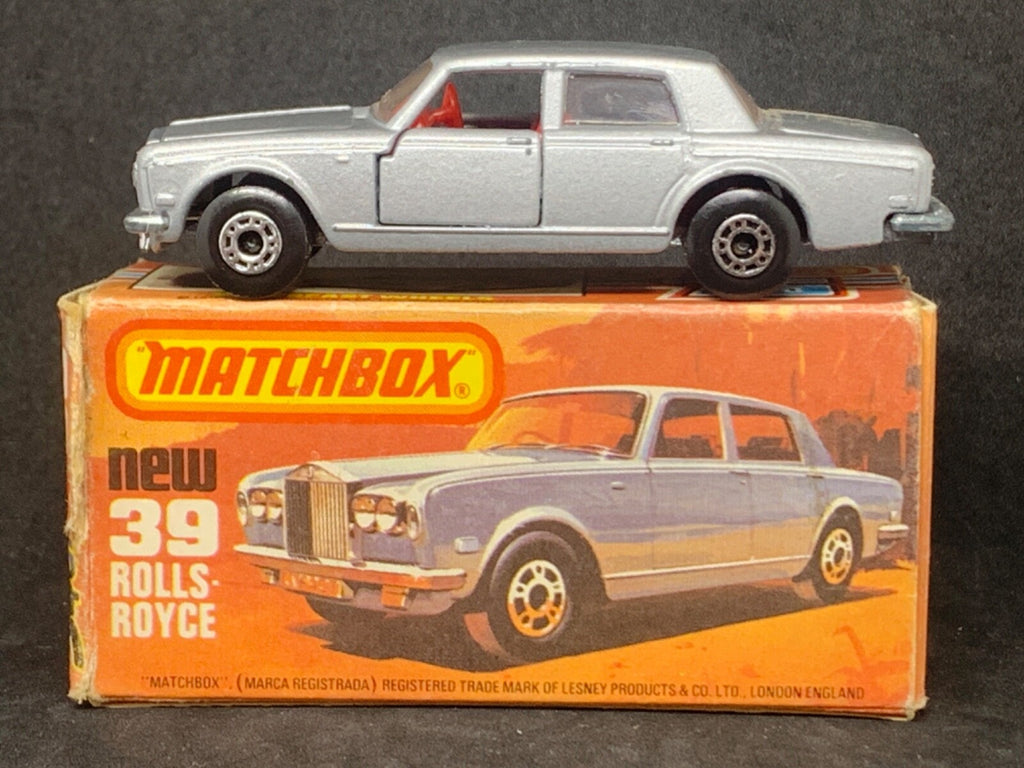 "MATCHBOX"®
new
39
ROLLS-
ROYCE
"MATCHBOX", (MARCA REGISTRADA) REGISTERED TRADE MARK OF LESNEY PRODUCTS & CO. LTD., LONDON ENGLAND